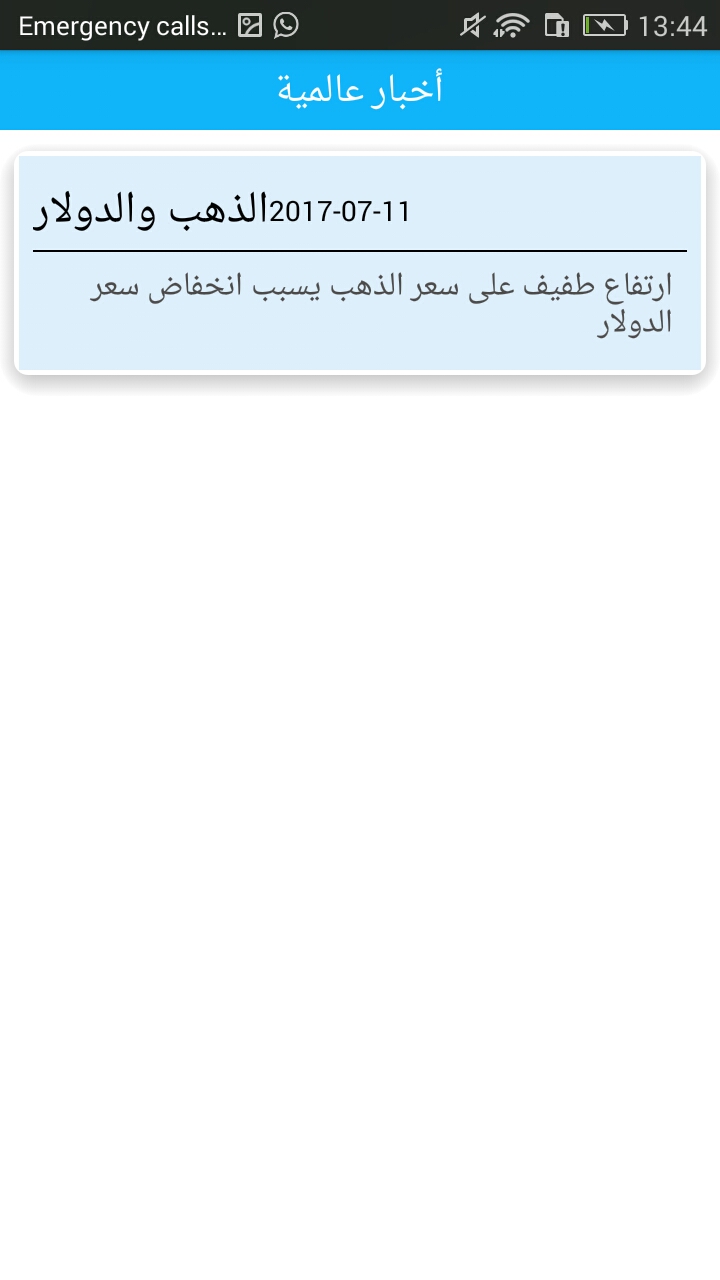 Emergency calls... 13:44
أخبار عالمية
الذهب والدولار2017-07-11
ارتفاع طفيف على سعر الذهب يسبب انخفاض سعر
الدولار